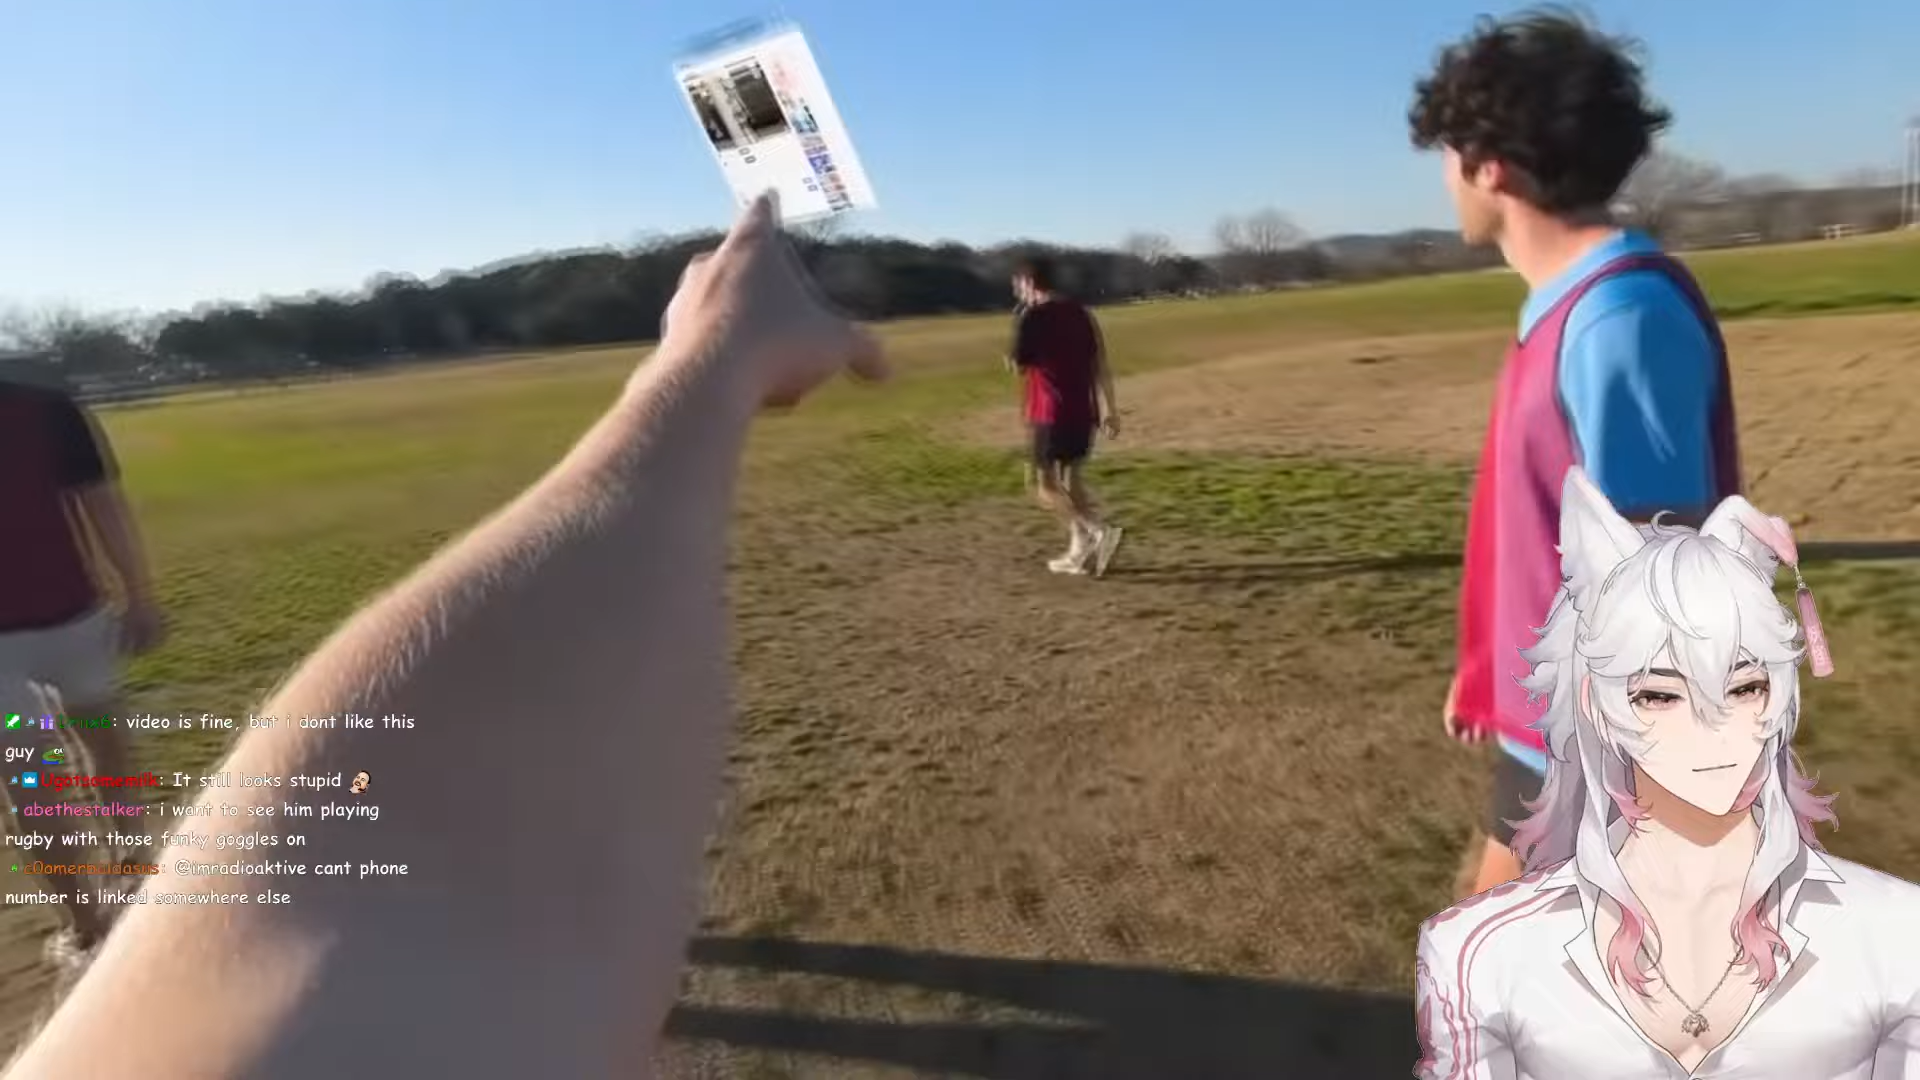 : video is fine, but i dont like this
guy
Ugotsomemilk: It still looks stupid
abethestalker: i want to see him playing
rugby with those funky goggles on
: @imradioaktive cant phone
number is linked somewhere else